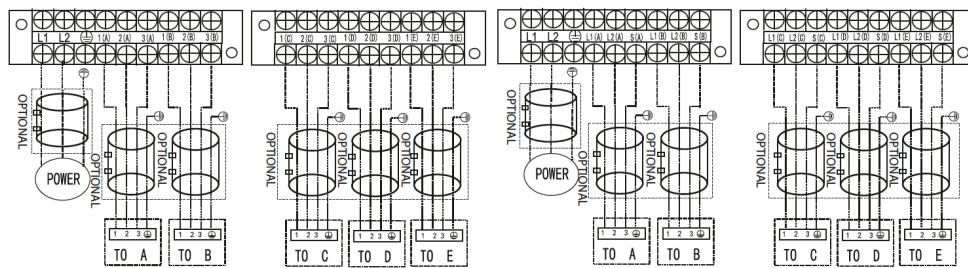 L1 L2 1(A) 2(A) 3(A) 1(B) 2(B) 3(B)
OPTIONAL
OPTIONAL
OPTIONAL
POWER
1 2 3
TO A
1 2 3
TO B
1(C) 2(C) 3(C) 1(D) 2(D) 3(D) 1(E) 2(E) 3(E)
OPTIONAL
OPTIONAL
OPTIONAL
1 2 3
TO C
1 2 3
TO D
1 2 3
TO E
L1 L2 L1(A) L2(A) S(A) L1(B) L2(B) S(B)
OPTIONAL
OPTIONAL
OPTIONAL
POWER
1 2 3
TO A
1 2 3
TO B
L1(C) L2(C) S(C) L1(D) L2(D) S(D) L1(E) L2(E) S(E)
OPTIONAL
OPTIONAL
OPTIONAL
1 2 3
TO C
1 2 3
TO D
1 2 3
TO E